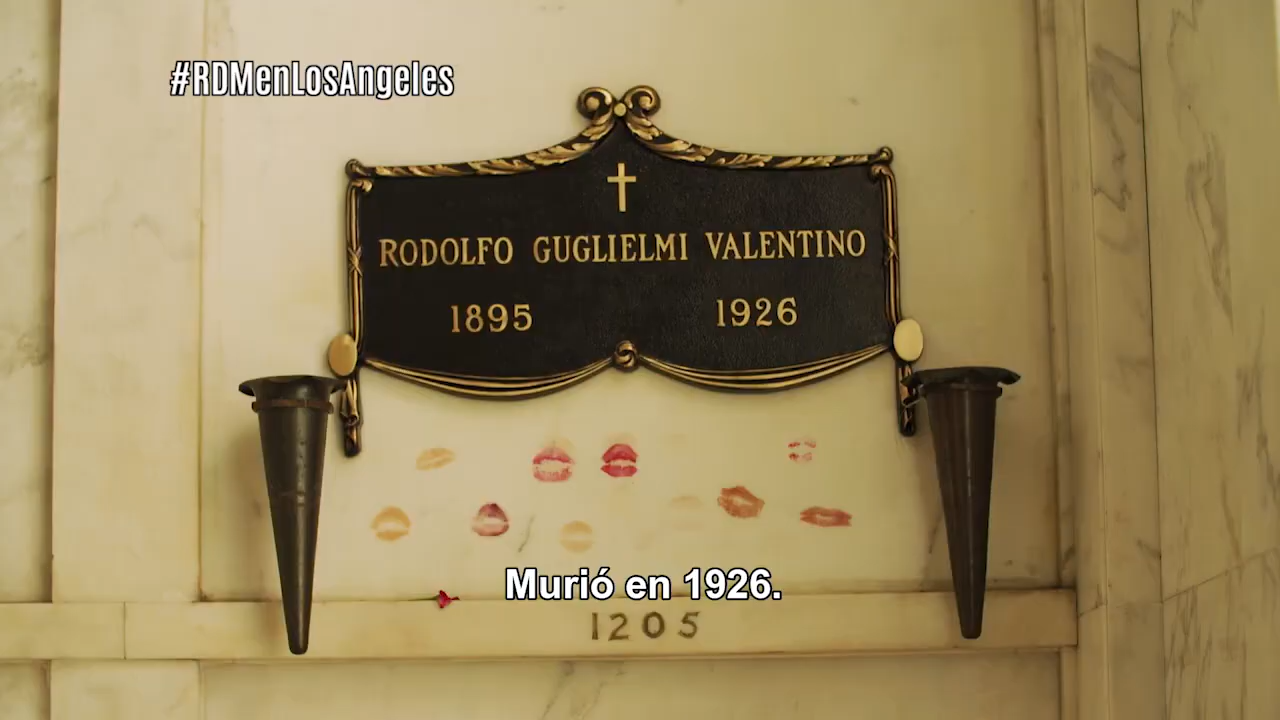 #RDMenLosAngeles
RODOLFO GUGLIELMI VALENTINO
1895 1926
Murió en 1926.
1205